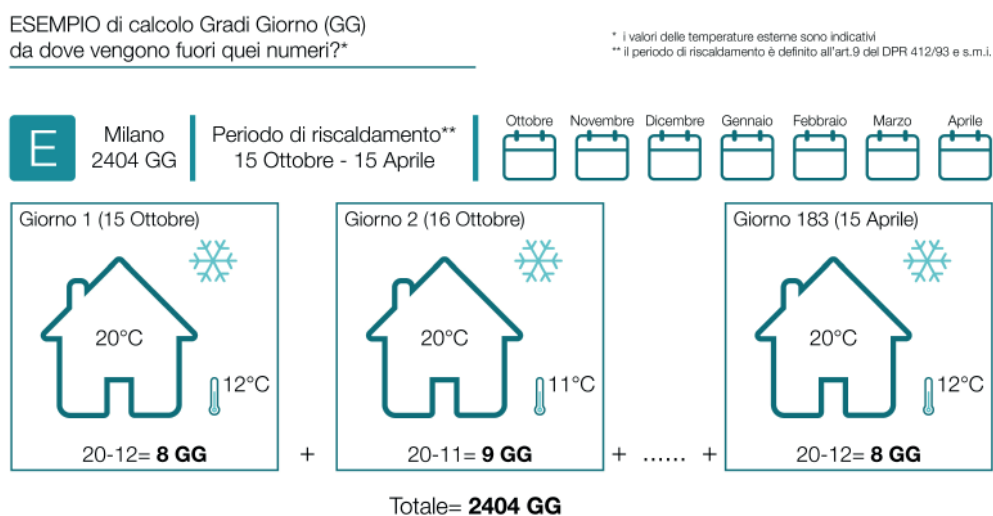 ESEMPIO di calcolo Gradi Giorno (GG)
da dove vengono fuori quei numeri?*
* i valori delle temperature esterne sono indicativi
** il periodo di riscaldamento è definito all'art.9 del DPR 412/93 e s.m.i.
E
Milano
2404 GG
Periodo di riscaldamento**
15 Ottobre - 15 Aprile
Ottobre Novembre Dicembre Gennaio Febbraio Marzo Aprile
Giorno 1 (15 Ottobre)
20°C
12°C
20-12= 8 GG
+
Giorno 2 (16 Ottobre)
20°C
11°C
20-11= 9 GG
+ ...... +
Giorno 183 (15 Aprile)
20°C
12°C
20-12= 8 GG
Totale= 2404 GG